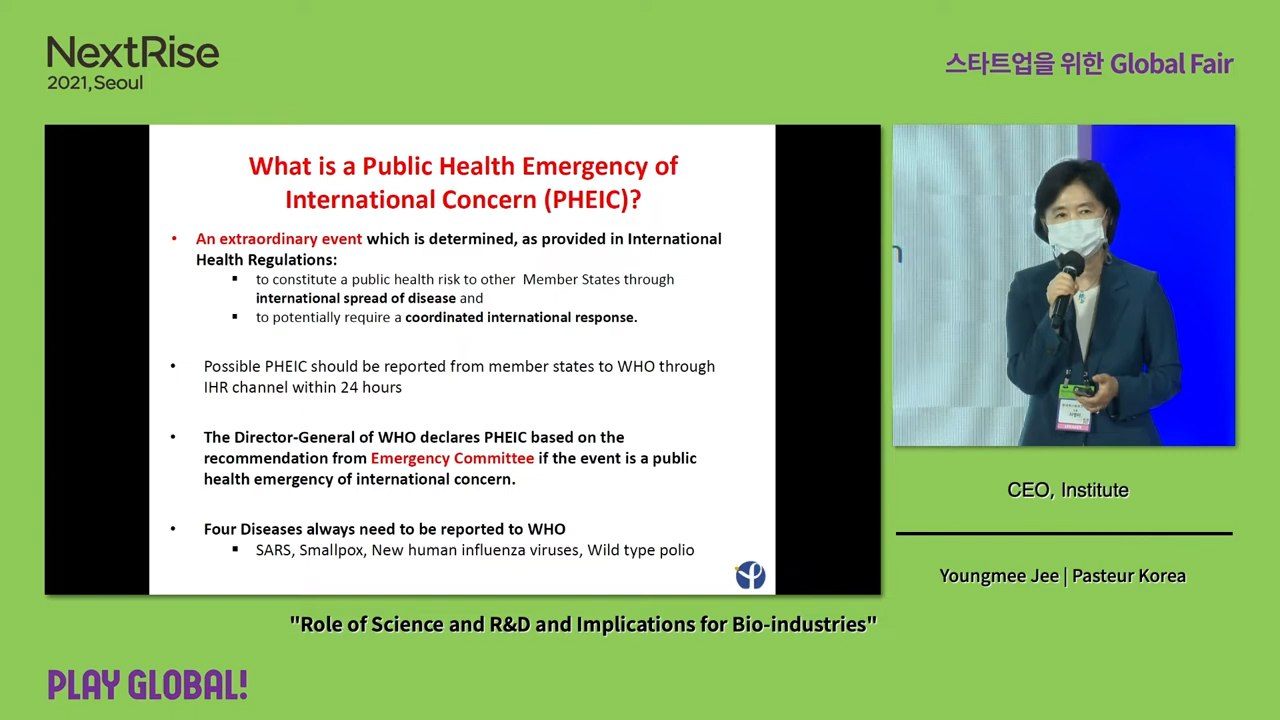 NextRise
2021,Seoul
스타트업을 위한 Global Fair
What is a Public Health Emergency of
International Concern (PHEIC)?
• An extraordinary event which is determined, as provided in International
Health Regulations:
▪ to constitute a public health risk to other Member States through
international spread of disease and
▪ to potentially require a coordinated international response.
• Possible PHEIC should be reported from member states to WHO through
IHR channel within 24 hours
• The Director-General of WHO declares PHEIC based on the
recommendation from Emergency Committee if the event is a public
health emergency of international concern.
• Four Diseases always need to be reported to WHO
▪ SARS, Smallpox, New human influenza viruses, Wild type polio
CEO, Institute
Youngmee Jee | Pasteur Korea
"Role of Science and R&D and Implications for Bio-industries"
PLAY GLOBAL!